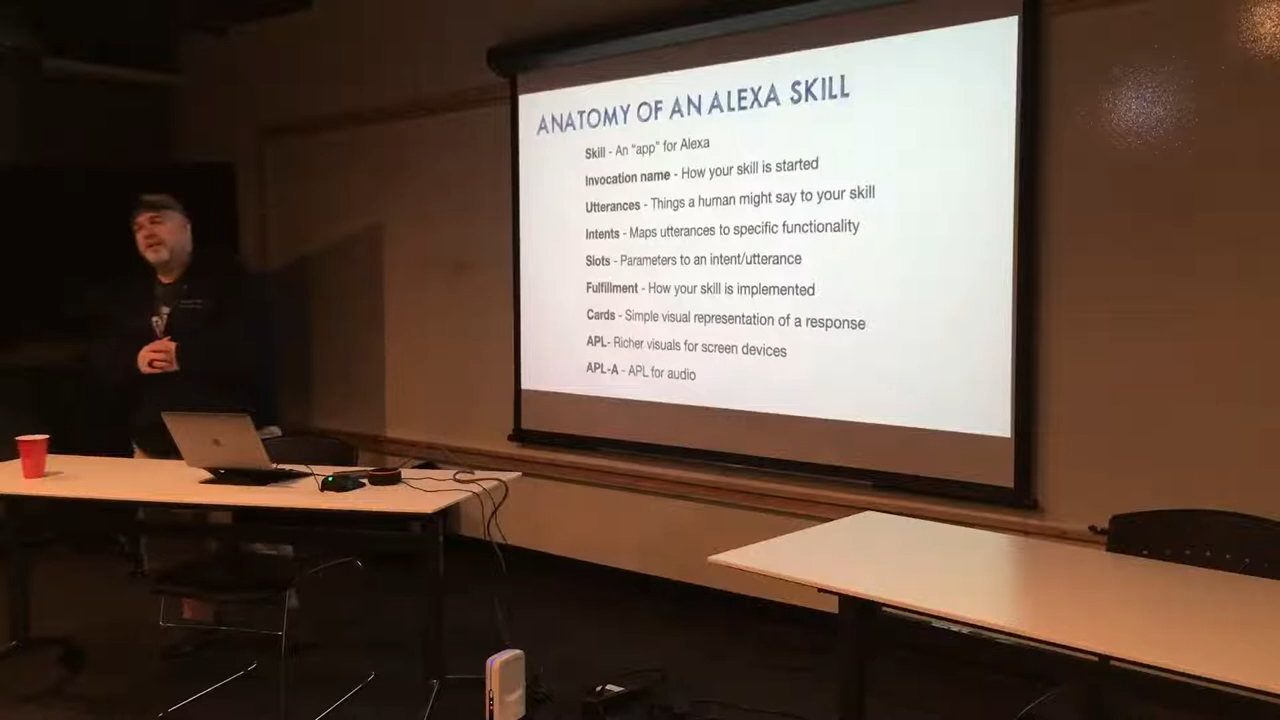 ANATOMY OF AN ALEXA SKILL
Skill - An “app” for Alexa
Invocation name - How your skill is started
Utterances - Things a human might say to your skill
Intents - Maps utterances to specific functionality
Slots - Parameters to an intent/utterance
Fulfillment - How your skill is implemented
Cards - Simple visual representation of a response
APL- Richer visuals for screen devices
APL-A - APL for audio